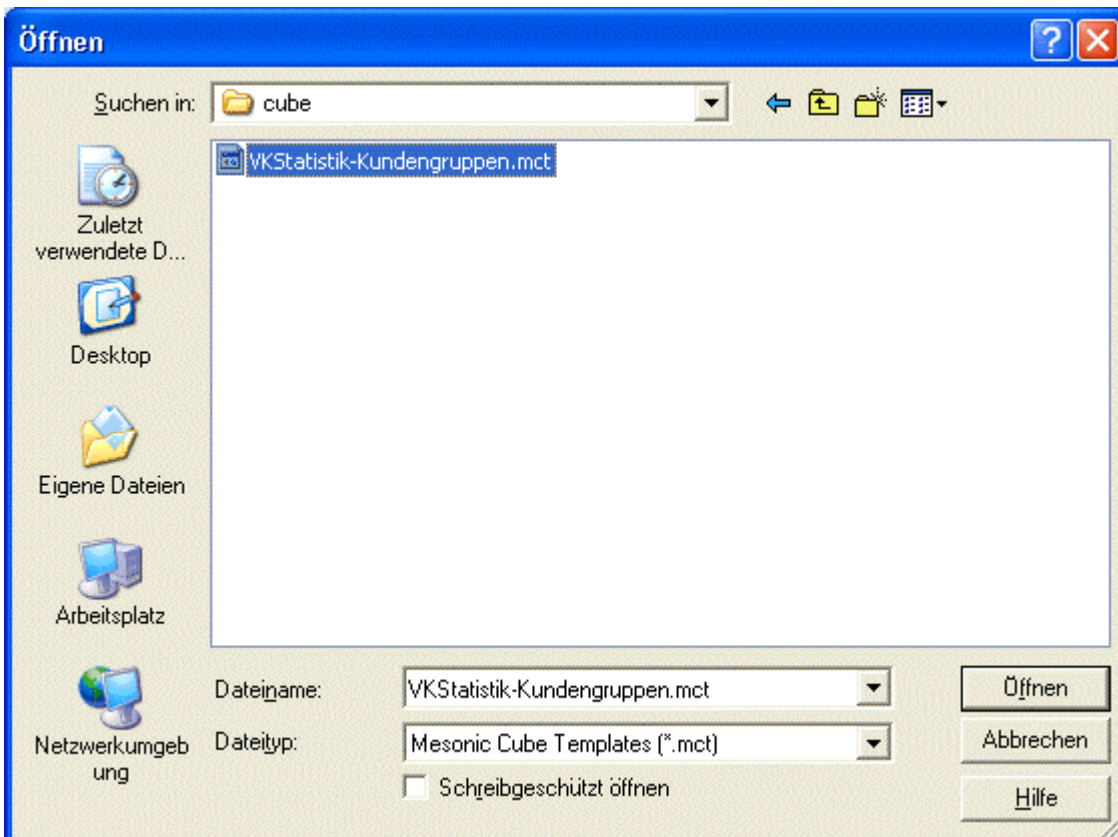 Öffnen
Suchen in: cube
VKStatistik-Kundengruppen.mct
Zuletzt
verwendete D...
Desktop
Eigene Dateien
Arbeitsplatz
Netzwerkumgeb
ung
Dateiname: VKStatistik-Kundengruppen.mct Öffnen
Dateityp: Mesonic Cube Templates (*.mct) Abbrechen
Schreibgeschützt öffnen
Hilfe